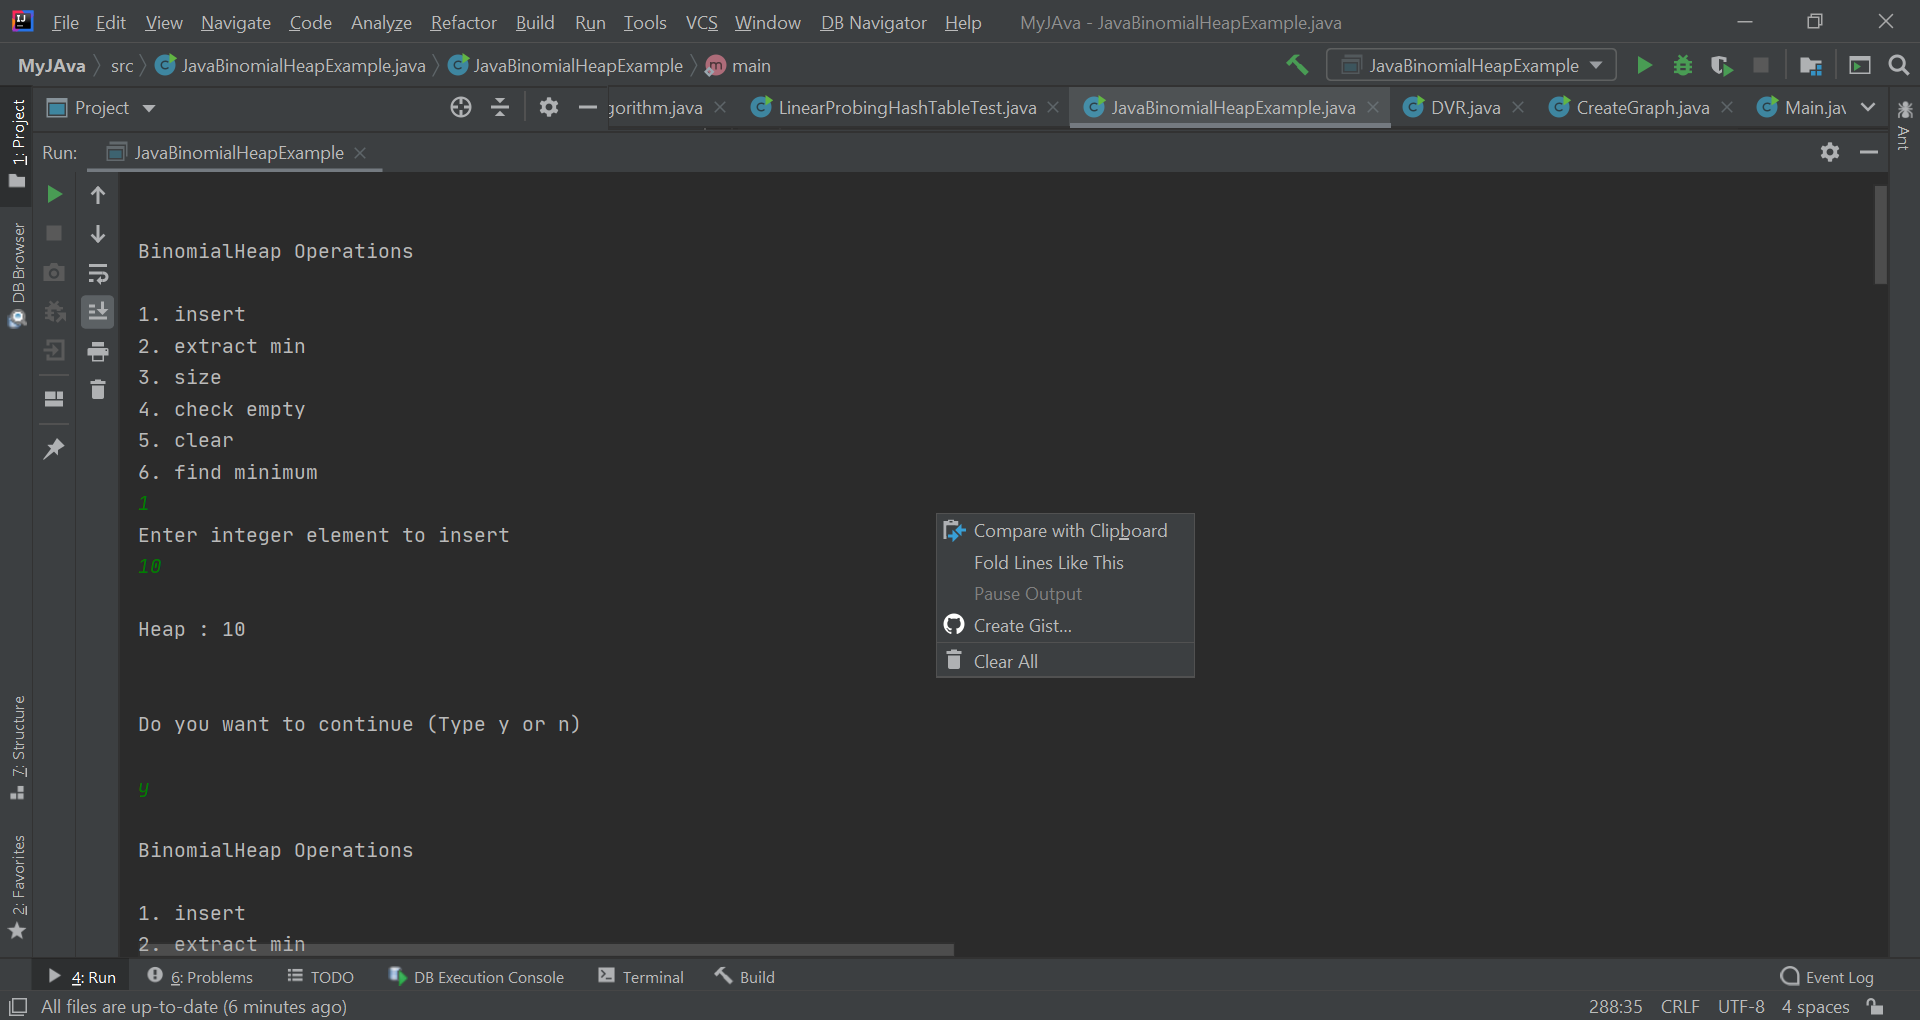 File Edit View Navigate Code Analyze Refactor Build Run Tools VCS Window DB Navigator Help MyJAva - JavaBinomialHeapExample.java
MyJAva src JavaBinomialHeapExample.java JavaBinomialHeapExample main JavaBinomialHeapExample
Project gorithm.java LinearProbingHashTableTest.java JavaBinomialHeapExample.java DVR.java CreateGraph.java Main.jav
Run: JavaBinomialHeapExample
1: Project
DB Browser
7: Structure
2: Favorites
Ant
BinomialHeap Operations
1. insert
2. extract min
3. size
4. check empty
5. clear
6. find minimum
1
Enter integer element to insert
10
Heap : 10
Do you want to continue (Type y or n)
y
BinomialHeap Operations
1. insert
2. extract min
Compare with Clipboard
Fold Lines Like This
Pause Output
Create Gist...
Clear All
4: Run 6: Problems TODO DB Execution Console Terminal Build Event Log
All files are up-to-date (6 minutes ago) 288:35 CRLF UTF-8 4 spaces